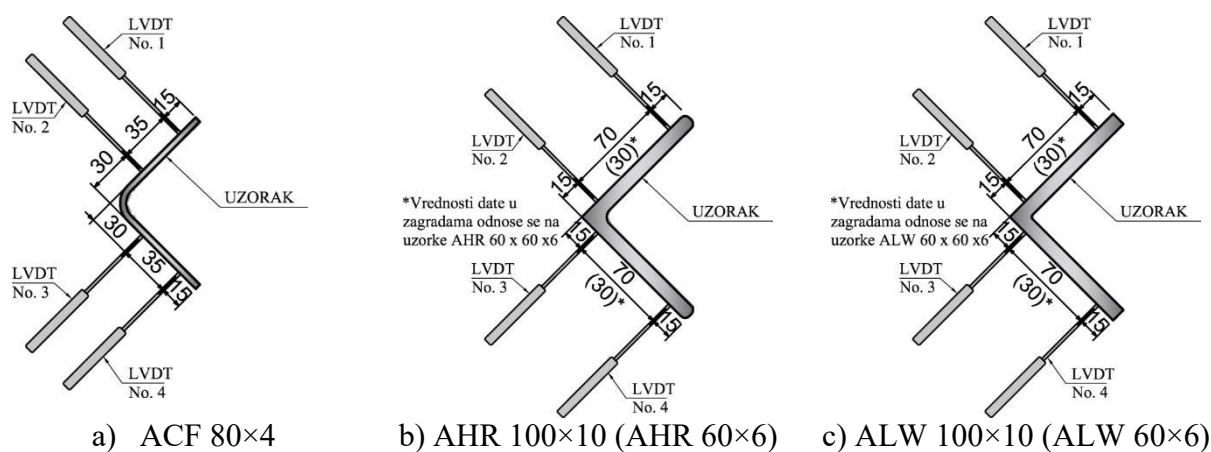 LVDT
No. 1
LVDT
No. 2
15
35
30
UZORAK
30
35
15
LVDT
No. 3
LVDT
No. 4
a) ACF 80×4
LVDT
No. 1
LVDT
No. 2
15
70
(30)*
15
*Vrednosti date u
zagradama odnose se na
uzorke AHR 60 x 60 x6
UZORAK
15
70
(30)*
15
LVDT
No. 3
LVDT
No. 4
b) AHR 100×10 (AHR 60×6)
LVDT
No. 1
LVDT
No. 2
15
70
(30)*
15
*Vrednosti date u
zagradama odnose se na
uzorke ALW 60 x 60 x6
UZORAK
15
70
(30)*
15
LVDT
No. 3
LVDT
No. 4
c) ALW 100×10 (ALW 60×6)